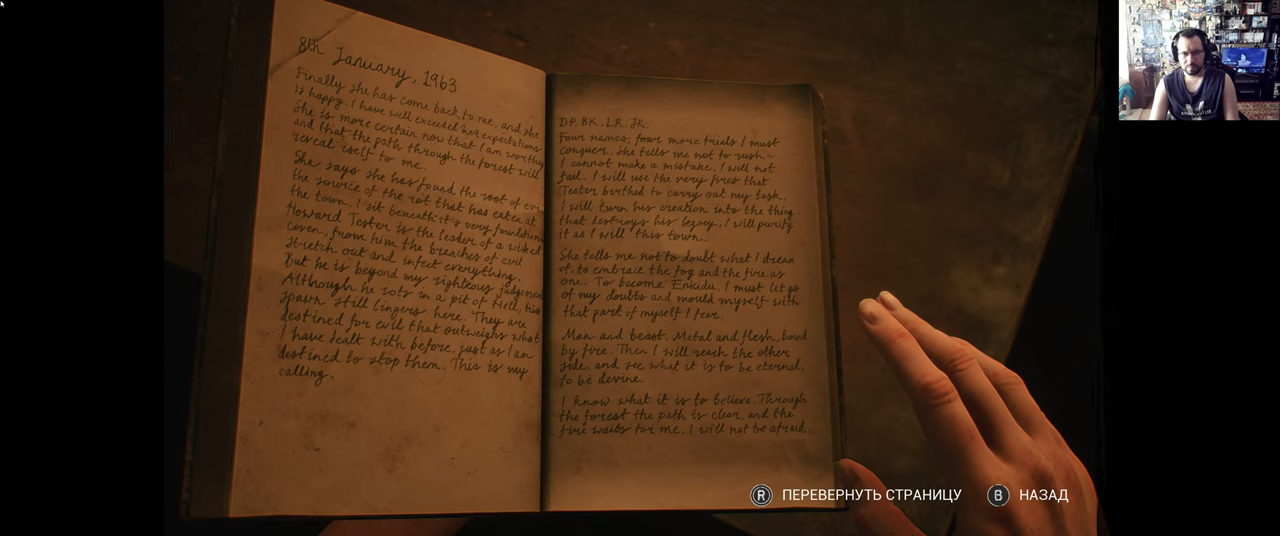 8th January, 1963
Finally she has come back to me, and she
is happy. I have well exceeded her expectations
She is more certain now that I am worthy
and that the path through the forest will
reveal itself to me.
She says she has found the root of evil
the source of the rot that has eaten at
the town. I sit beneath it's very foundations
Howard Tester is the leader of a wicked
coven, from him the branches of evil
stretch out and infect everything.
But he is beyond my righteous judgement
Although he rots in a pit of Hell, his
spawn still lingers here. They are
destined for evil that outweighs what
I have dealt with before, just as I am
distined to stop them. This is my
calling.
D.P. BK. LR. JK.
Four names, four more trials I must
conquer. She tells me not to rush -
I cannot make a mistake. I will not
fail. I will use the very fires that
Tester birthed to carry out my task.
I will turn his creation into the thing
that destroys his legacy, I will purify
it as I will this town.
She tells me not to doubt what I dream
of, to embrace the fog and the fire as
one. To become Enkidu, I must let go
of my doubts and mould myself with
that part of myself I fear.
Man and beast. Metal and flesh, bound
by fire. Then I will reach the other
side, and see what it is to be eternal,
to be devine.
I know what it is to believe. Through
the forest the path is clear, and the
fire waits for me. I will not be afraid.
R ПЕРЕВЕРНУТЬ СТРАНИЦУ B НАЗАД